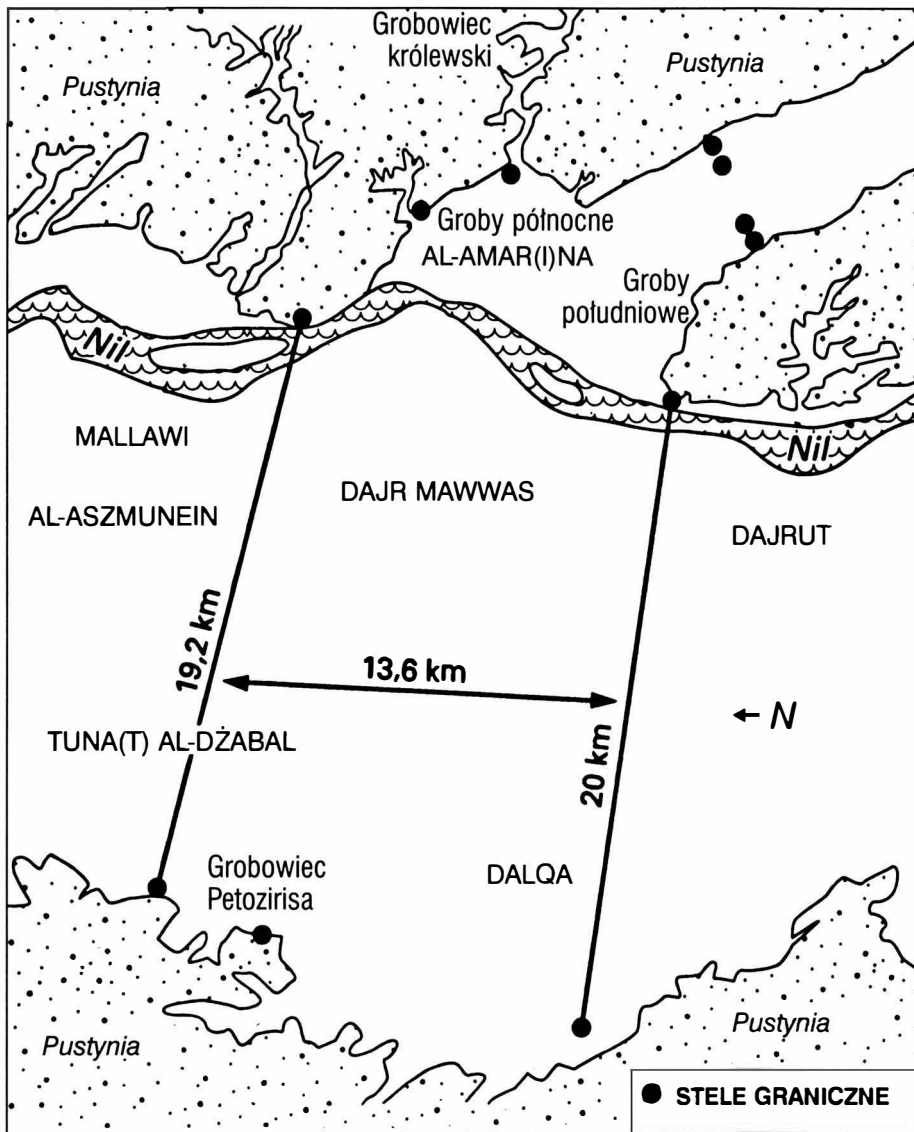 Grobowiec
królewski
Pustynia
Pustynia
Groby północne
AL-AMAR(I)NA
Groby
południowe
Nil
Nil
MALLAWI
AL-ASZMUNEIN
DAJR MAWWAS
DAJRUT
19,2 km
13,6 km
20 km
← N
TUNA(T) AL-DŻABAL
Grobowiec
Petozirisa
DALQA
Pustynia
Pustynia
STELE GRANICZNE